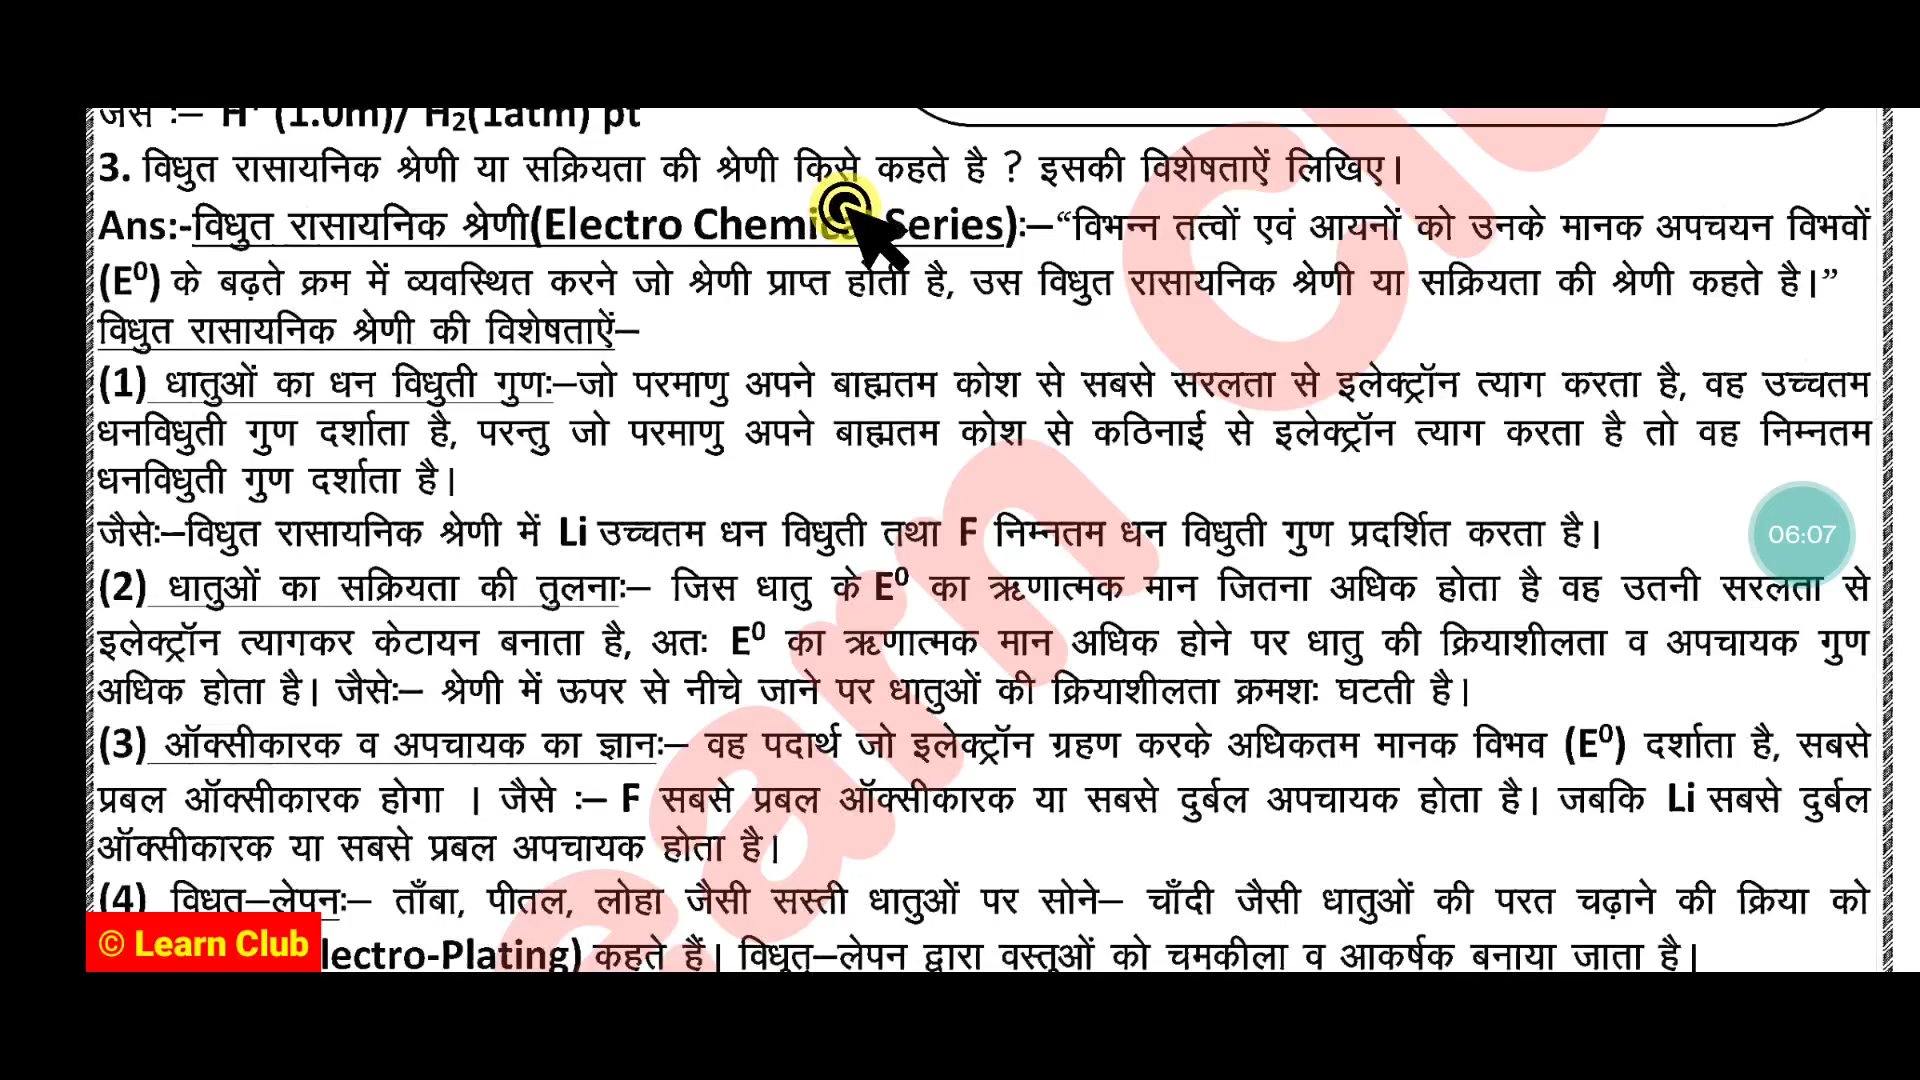 जैसे :– H⁺ (1.0m)/ H₂(1atm) pt
3. विधुत रासायनिक श्रेणी या सक्रियता की श्रेणी किसे कहते है ? इसकी विशेषताऐं लिखिए।
Ans:-विधुत रासायनिक श्रेणी(Electro Chemical Series):–“विभन्न तत्वों एवं आयनों को उनके मानक अपचयन विभवों
(E⁰) के बढ़ते क्रम में व्यवस्थित करने जो श्रेणी प्राप्त होती है, उस विधुत रासायनिक श्रेणी या सक्रियता की श्रेणी कहते है।”
विधुत रासायनिक श्रेणी की विशेषताऐं–
(1) धातुओं का धन विधुती गुणः–जो परमाणु अपने बाह्मतम कोश से सबसे सरलता से इलेक्ट्रॉन त्याग करता है, वह उच्चतम
धनविधुती गुण दर्शाता है, परन्तु जो परमाणु अपने बाह्मतम कोश से कठिनाई से इलेक्ट्रॉन त्याग करता है तो वह निम्नतम
धनविधुती गुण दर्शाता है।
जैसेः–विधुत रासायनिक श्रेणी में Li उच्चतम धन विधुती तथा F निम्नतम धन विधुती गुण प्रदर्शित करता है।
06:07
(2) धातुओं का सक्रियता की तुलनाः– जिस धातु के E⁰ का ऋणात्मक मान जितना अधिक होता है वह उतनी सरलता से
इलेक्ट्रॉन त्यागकर केटायन बनाता है, अतः E⁰ का ऋणात्मक मान अधिक होने पर धातु की क्रियाशीलता व अपचायक गुण
अधिक होता है। जैसेः– श्रेणी में ऊपर से नीचे जाने पर धातुओं की क्रियाशीलता क्रमशः घटती है।
(3) ऑक्सीकारक व अपचायक का ज्ञानः– वह पदार्थ जो इलेक्ट्रॉन ग्रहण करके अधिकतम मानक विभव (E⁰) दर्शाता है, सबसे
प्रबल ऑक्सीकारक होगा । जैसे :– F सबसे प्रबल ऑक्सीकारक या सबसे दुर्बल अपचायक होता है। जबकि Li सबसे दुर्बल
ऑक्सीकारक या सबसे प्रबल अपचायक होता है।
(4) विधुत–लेपनः– ताँबा, पीतल, लोहा जैसी सस्ती धातुओं पर सोने– चाँदी जैसी धातुओं की परत चढ़ाने की क्रिया को
© Learn Club lectro-Plating) कहते हैं। विधुत्–लेपन द्वारा वस्तुओं को चमकीला व आकर्षक बनाया जाता है।